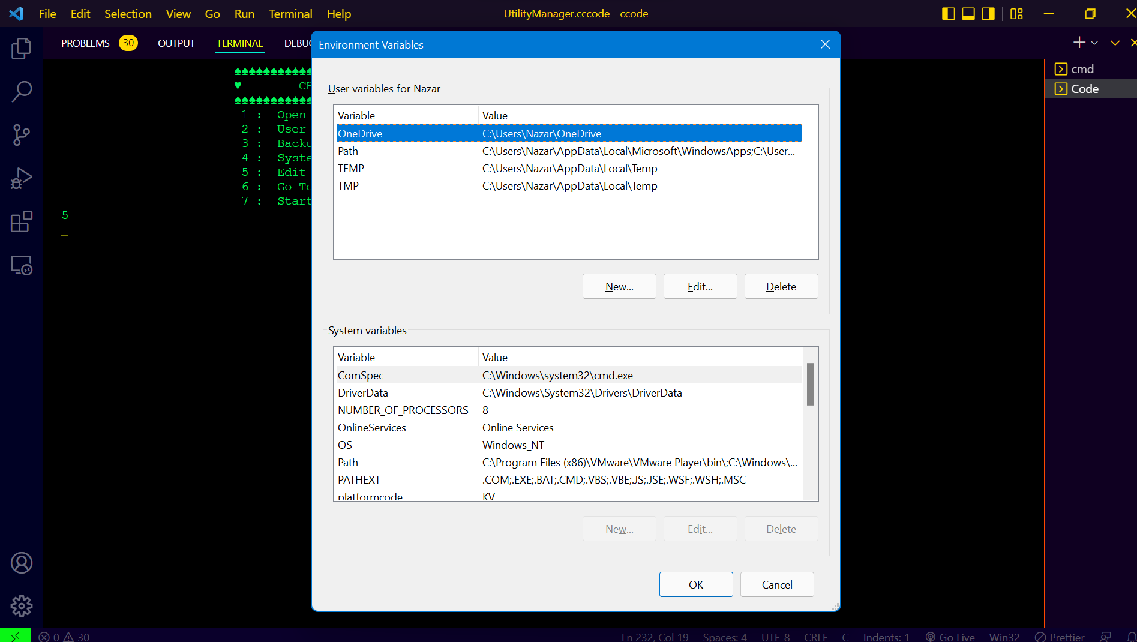 File Edit Selection View Go Run Terminal Help UtilityManager.cccode - ccode
PROBLEMS 30 OUTPUT TERMINAL DEBUG
Environment Variables
cmd
Code
1 : Open
2 : User
3 : Backu
4 : Syste
5 : Edit
6 : Go To
7 : Start
5
User variables for Nazar
Variable Value
OneDrive C:\Users\Nazar\OneDrive
Path C:\Users\Nazar\AppData\Local\Microsoft\WindowsApps;C:\User...
TEMP C:\Users\Nazar\AppData\Local\Temp
TMP C:\Users\Nazar\AppData\Local\Temp
New... Edit... Delete
System variables
Variable Value
ComSpec C:\Windows\system32\cmd.exe
DriverData C:\Windows\System32\Drivers\DriverData
NUMBER_OF_PROCESSORS 8
OnlineServices Online Services
OS Windows_NT
Path C:\Program Files (x86)\VMware\VMware Player\bin\;C:\Windows\...
PATHEXT .COM;.EXE;.BAT;.CMD;.VBS;.VBE;.JS;.JSE;.WSF;.WSH;.MSC
platformcode KV
New... Edit... Delete
OK Cancel
0 30 Ln 232, Col 19 Spaces: 4 UTF-8 CRLF Indents: 1 Go Live Win32 Prettier